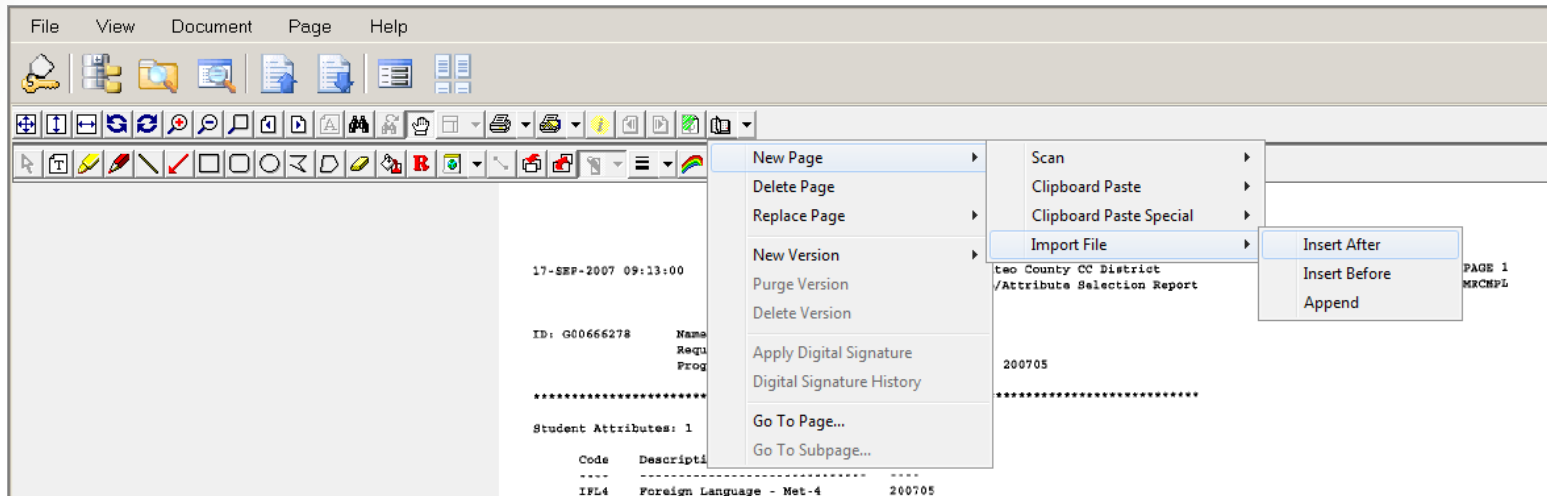 File View Document Page Help
New Page
Delete Page
Replace Page
New Version
Purge Version
Delete Version
Apply Digital Signature
Digital Signature History
Go To Page...
Go To Subpage...
Scan
Clipboard Paste
Clipboard Paste Special
Import File
Insert After
Insert Before
Append
17-SEP-2007 09:13:00 teo County CC District PAGE 1
/Attribute Selection Report MRCMPL
ID: G00666278 Name
Requ
Prog 200705
Student Attributes: 1
Code Descripti
---- ------------------------------ ----
IFL4 Foreign Language - Met-4 200705